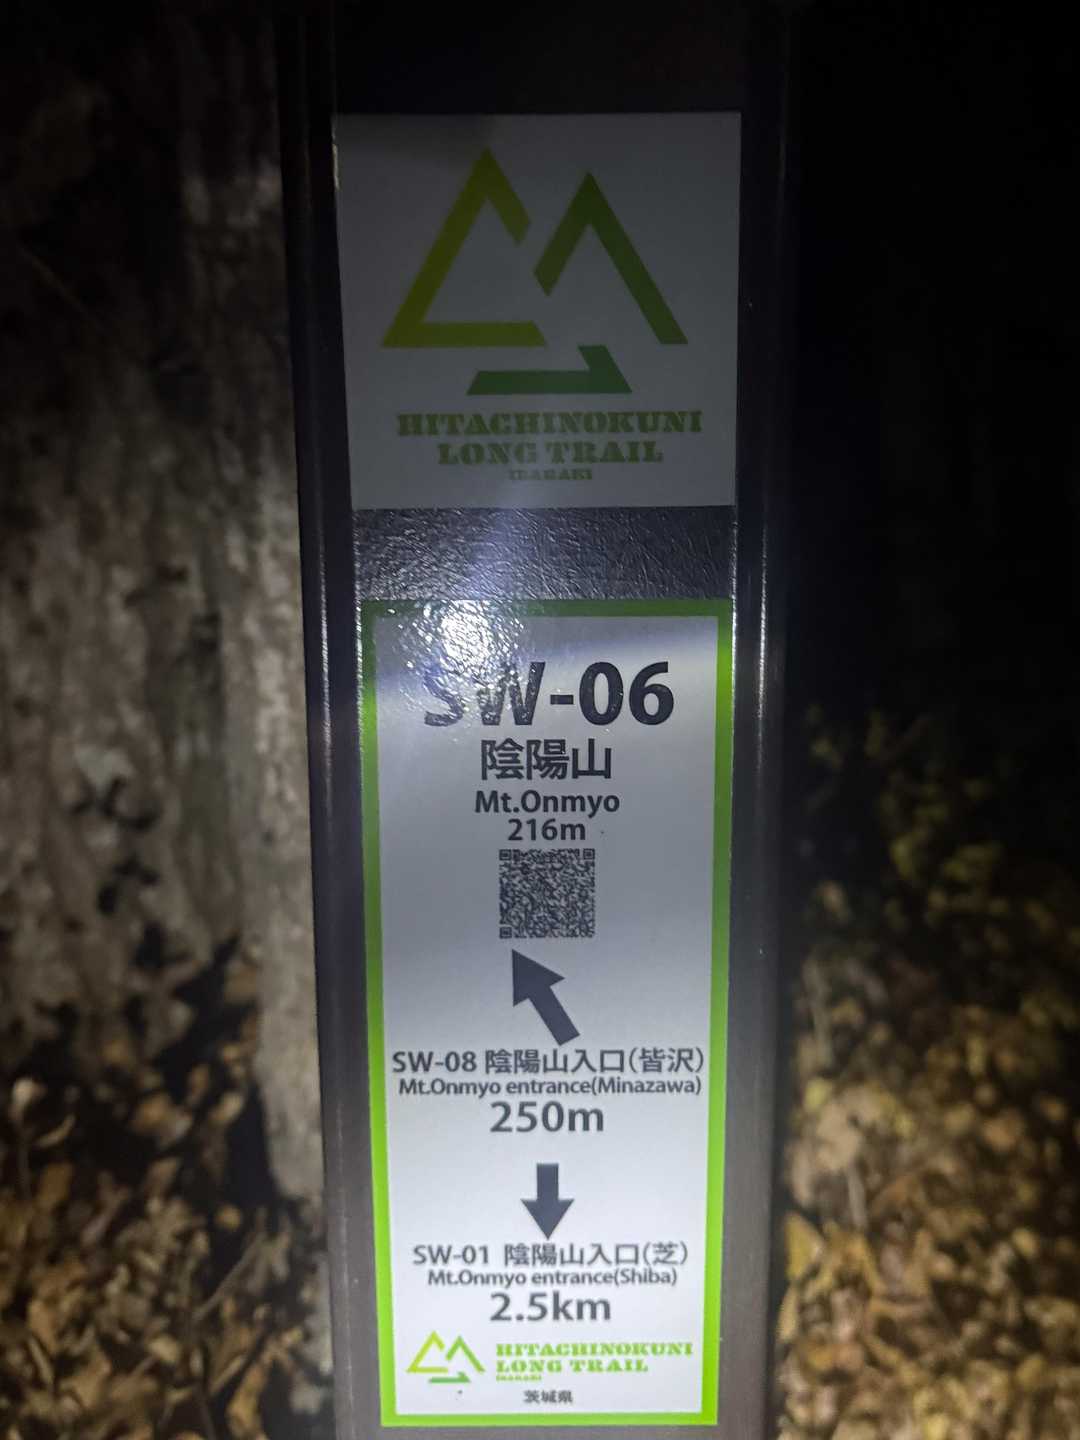 HITACHINOKUNI
LONG TRAIL
IBARAKI
SW-06
陰陽山
Mt.Onmyo
216m
SW-08 陰陽山入口(皆沢)
Mt.Onmyo entrance(Minazawa)
250m
SW-01 陰陽山入口(芝)
Mt.Onmyo entrance(Shiba)
2.5km
HITACHINOKUNI
LONG TRAIL
IBARAKI
茨城県